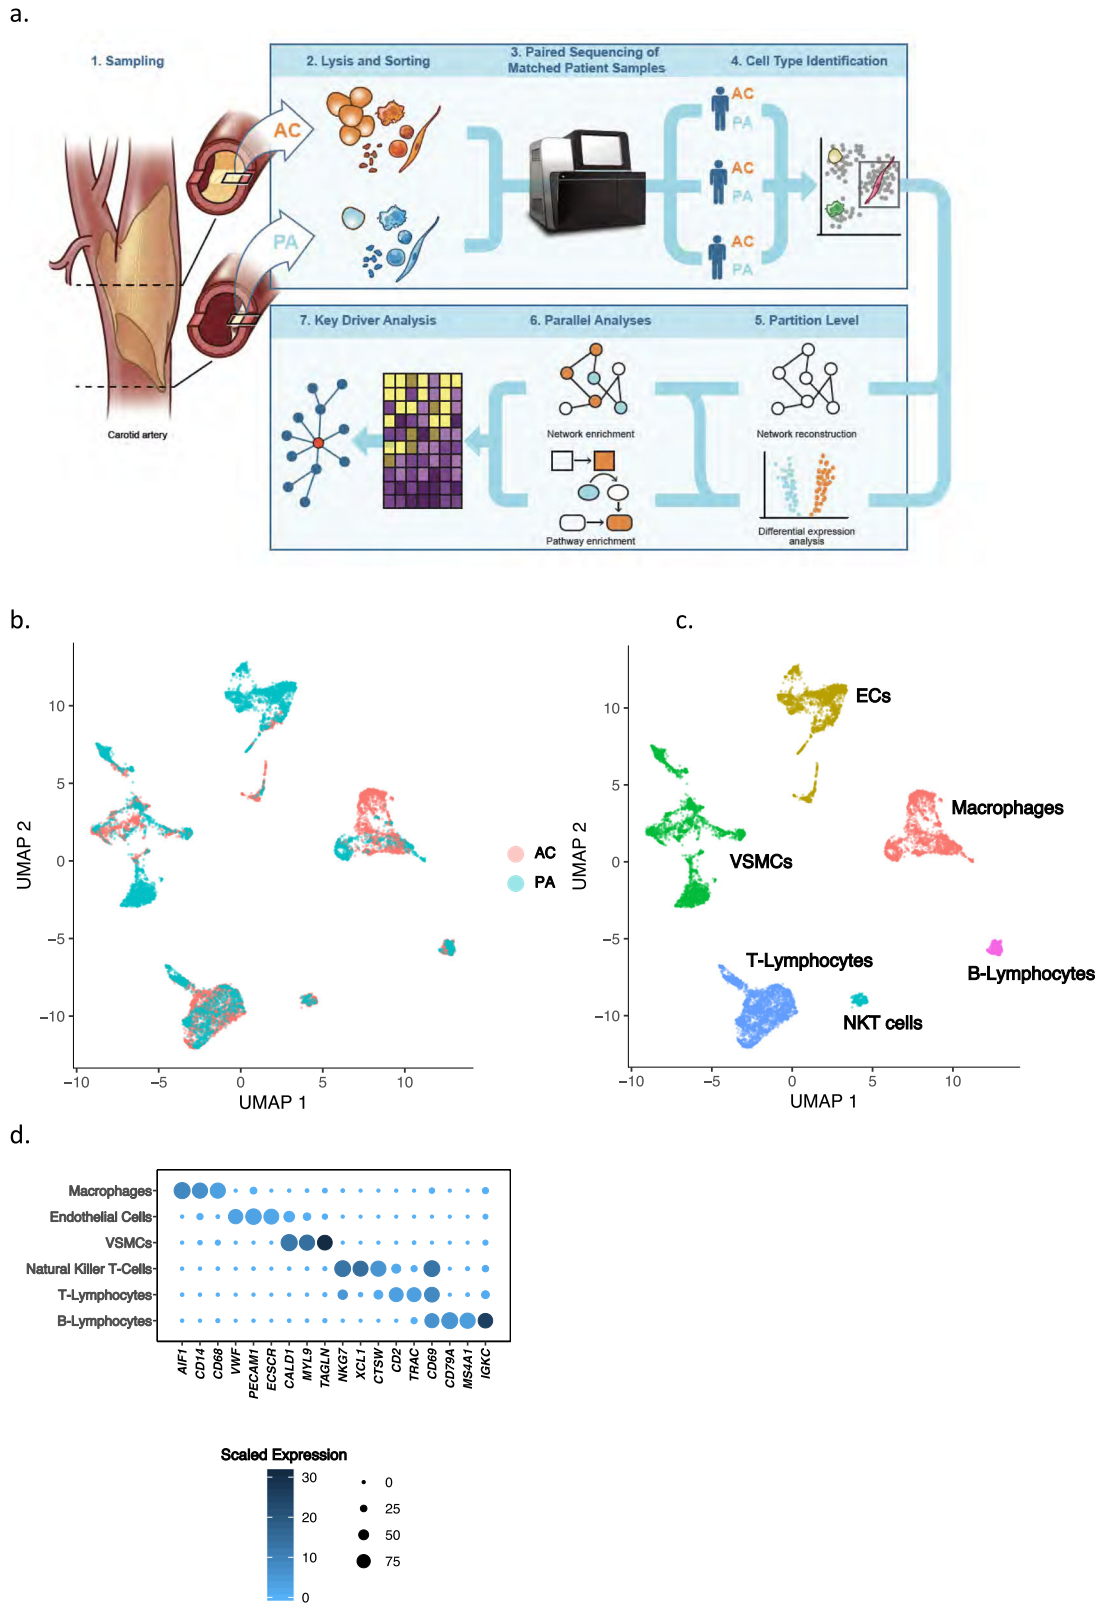 a.
1. Sampling
2. Lysis and Sorting
3. Paired Sequencing of
Matched Patient Samples
4. Cell Type Identification
AC
PA
AC
PA
AC
PA
AC
PA
Carotid artery
7. Key Driver Analysis
6. Parallel Analyses
5. Partition Level
Network enrichment
Network reconstruction
Pathway enrichment
Differential expression
analysis
b.
10
5
0
−5
−10
UMAP 2
−10
−5
0
5
10
UMAP 1
AC
PA
c.
10
5
0
−5
−10
UMAP 2
−10
−5
0
5
10
UMAP 1
ECs
Macrophages
VSMCs
T-Lymphocytes
B-Lymphocytes
NKT cells
d.
Macrophages
Endothelial Cells
VSMCs
Natural Killer T-Cells
T-Lymphocytes
B-Lymphocytes
AIF1
CD14
CD68
VWF
PECAM1
ECSCR
CALD1
MYL9
TAGLN
NKG7
XCL1
CTSW
CD2
TRAC
CD69
CD79A
MS4A1
IGKC
Scaled Expression
30
20
10
0
0
25
50
75